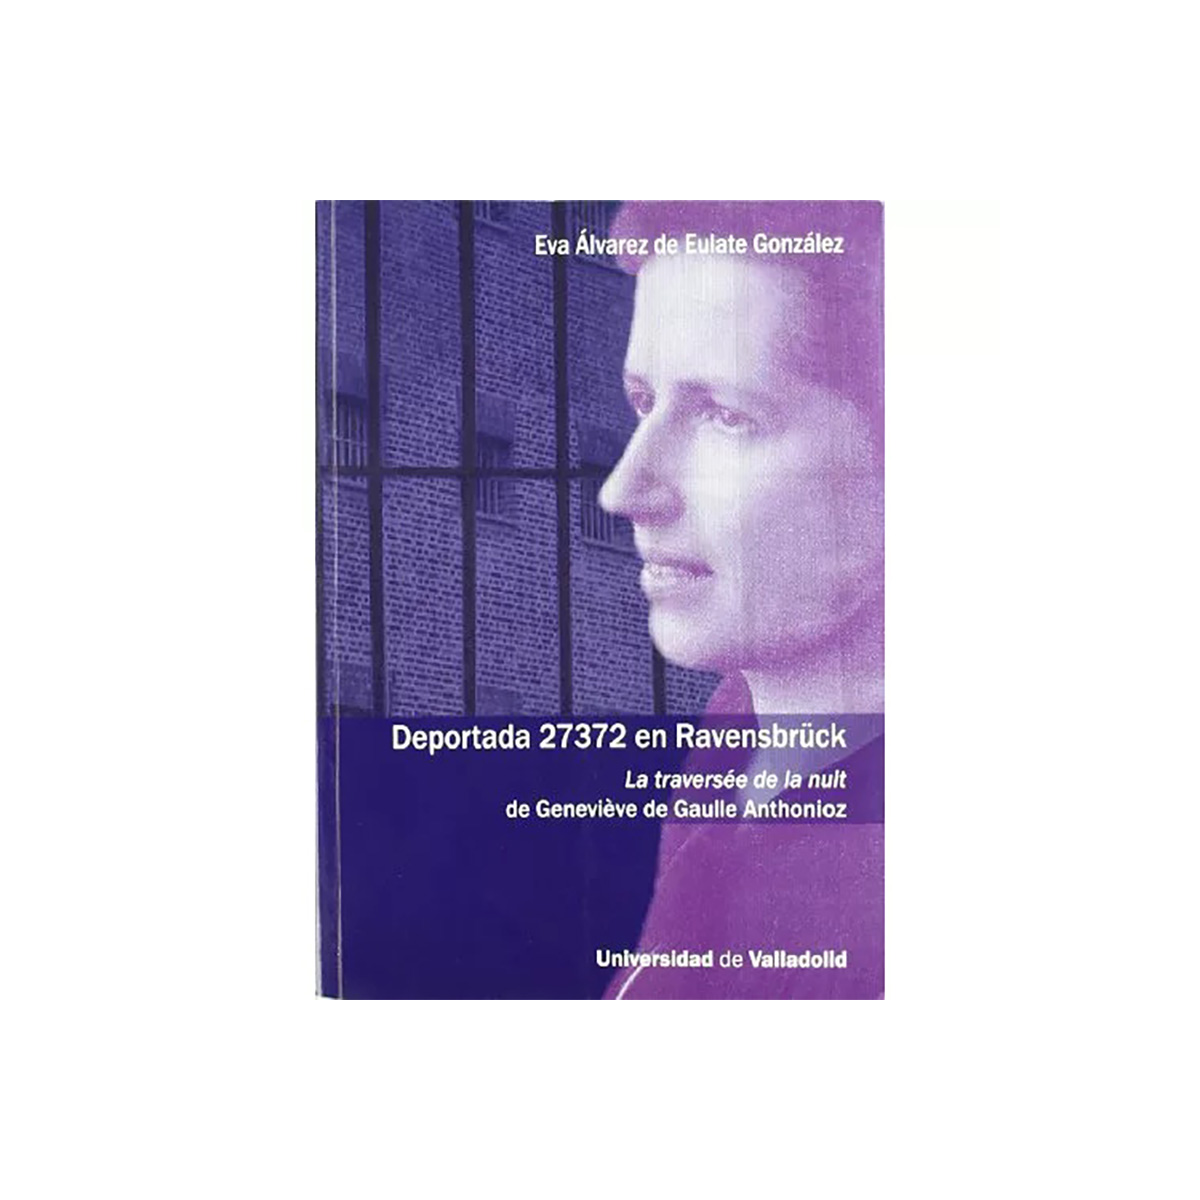 Eva Álvarez de Eulate González
Deportada 27372 en Ravensbrück
La traversée de la nuit
de Geneviève de Gaulle Anthonioz
Universidad de Valladolid